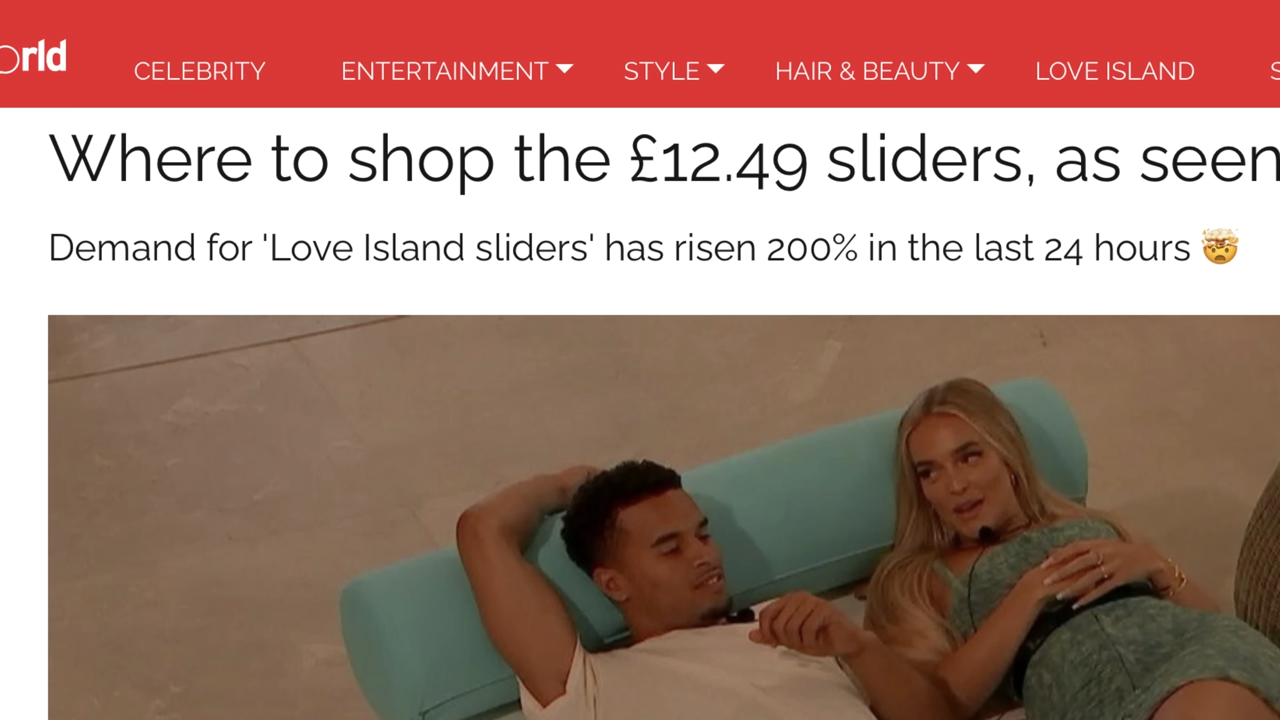 orld
CELEBRITY ENTERTAINMENT STYLE HAIR & BEAUTY LOVE ISLAND S
Where to shop the £12.49 sliders, as seen
Demand for 'Love Island sliders' has risen 200% in the last 24 hours 🤯